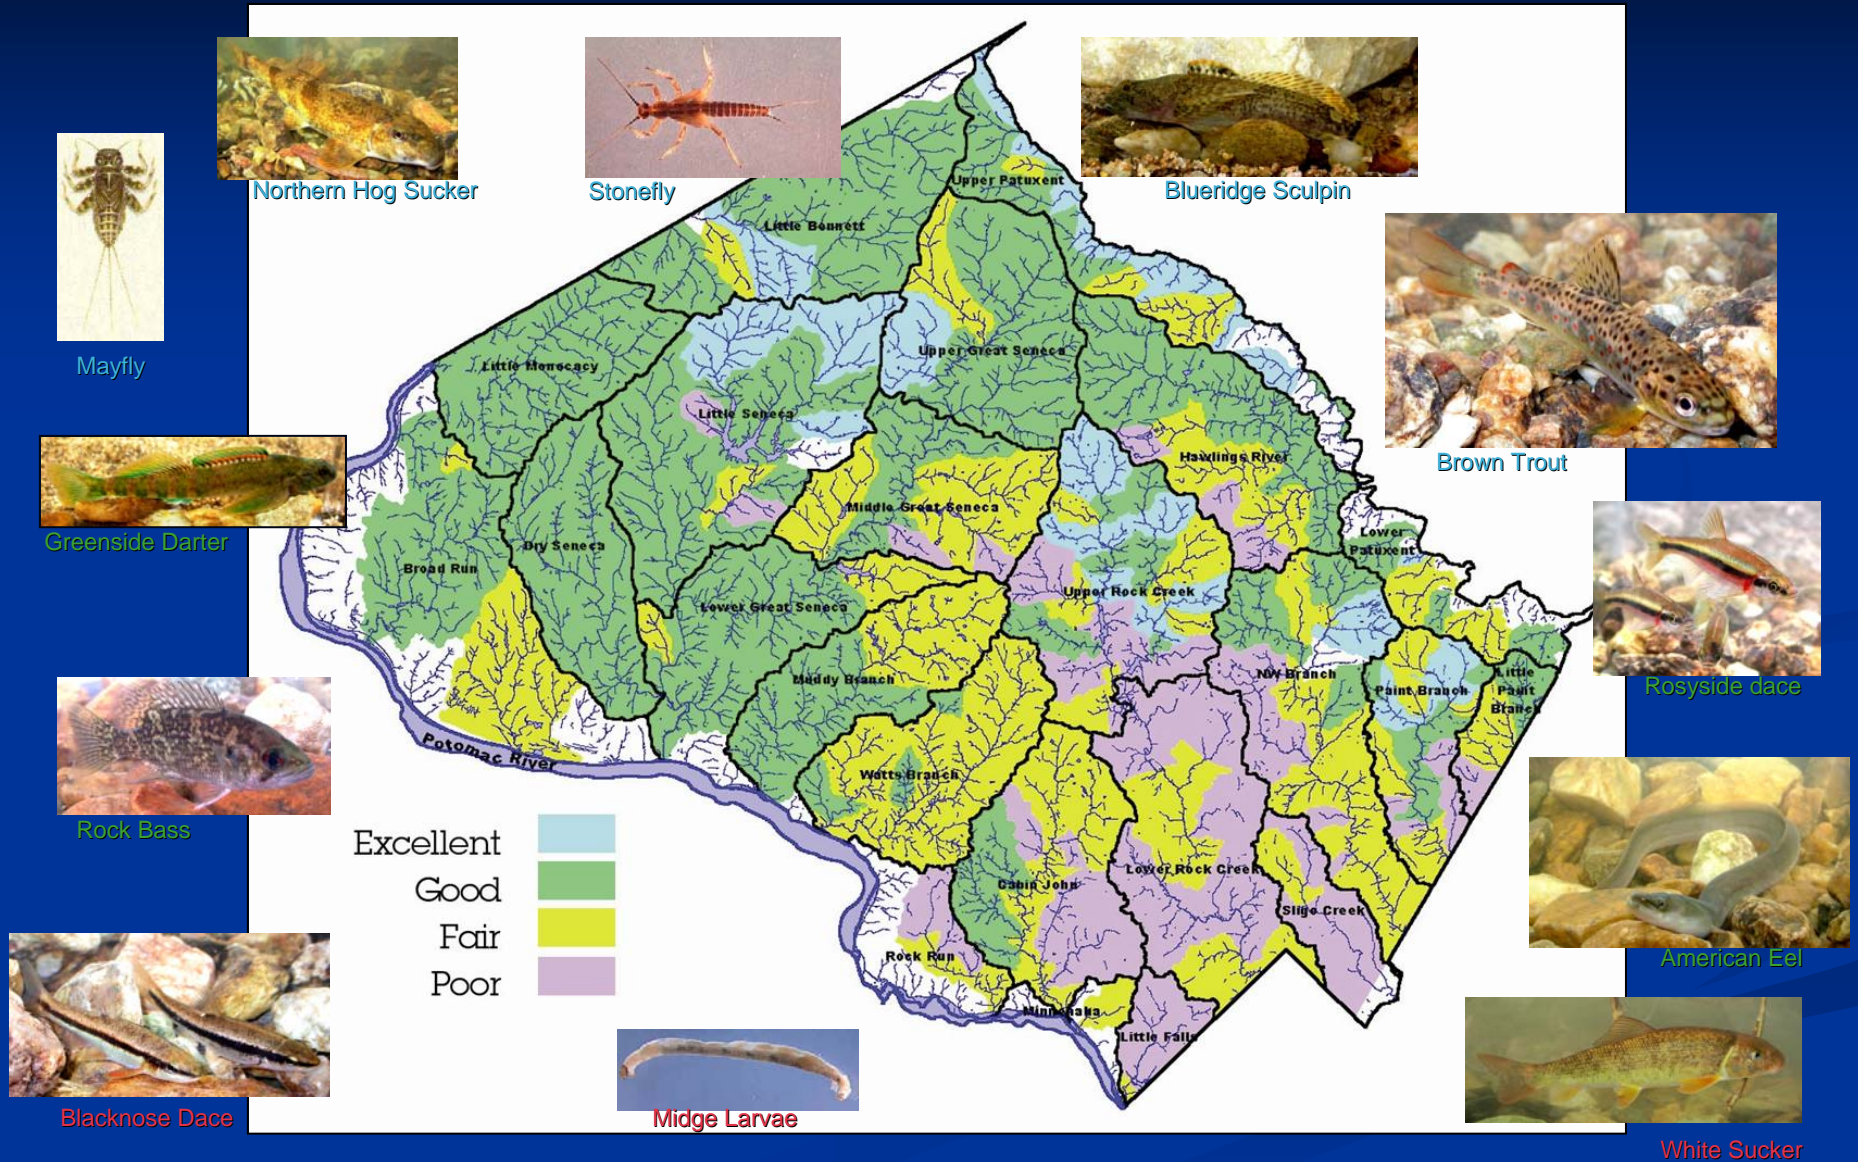 Northern Hog Sucker
Stonefly
Blueridge Sculpin
Mayfly
Brown Trout
Greenside Darter
Rosyside dace
Rock Bass
American Eel
Blacknose Dace
Midge Larvae
White Sucker
Upper Patuxent
Little Bennett
Little Monocacy
Upper Great Seneca
Little Seneca
Hawlings River
Middle Great Seneca
Lower
Patuxent
Dry Seneca
Broad Run
Lower Great Seneca
Upper Rock Creek
Muddy Branch
NW Branch
Paint Branch
Little
Paint
Branch
Potomac River
Watts Branch
Cabin John
Lower Rock Creek
Sligo Creek
Rock Run
Minnehaha
Little Falls
Excellent
Good
Fair
Poor